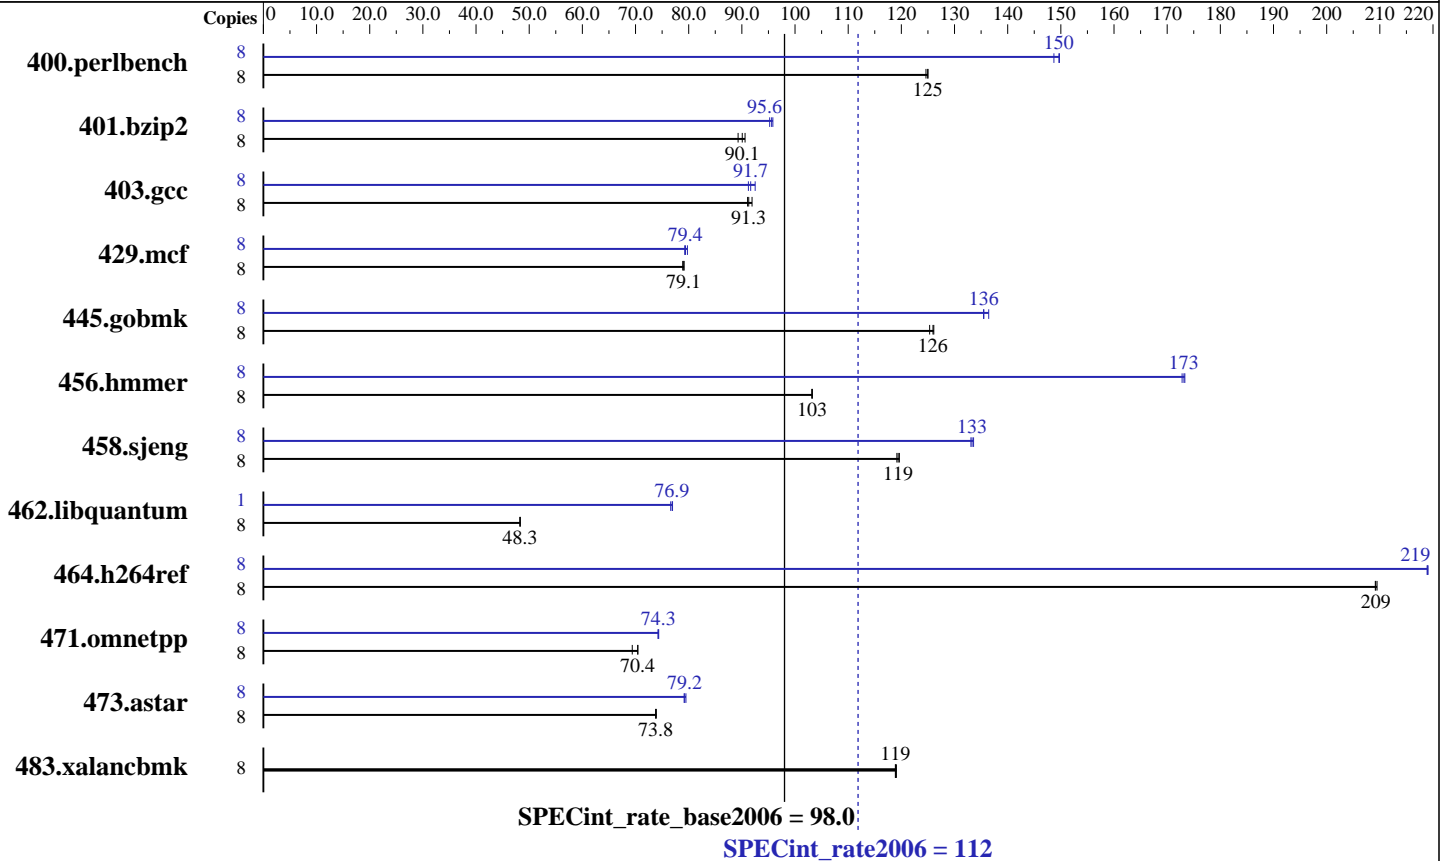 Copies 0 10.0 20.0 30.0 40.0 50.0 60.0 70.0 80.0 90.0 100 110 120 130 140 150 160 170 180 190 200 210 220
400.perlbench 8 150
8 125
401.bzip2 8 95.6
8 90.1
403.gcc 8 91.7
8 91.3
429.mcf 8 79.4
8 79.1
445.gobmk 8 136
8 126
456.hmmer 8 173
8 103
458.sjeng 8 133
8 119
462.libquantum 1 76.9
8 48.3
464.h264ref 8 219
8 209
471.omnetpp 8 74.3
8 70.4
473.astar 8 79.2
8 73.8
483.xalancbmk 8 119
SPECint_rate_base2006 = 98.0
SPECint_rate2006 = 112